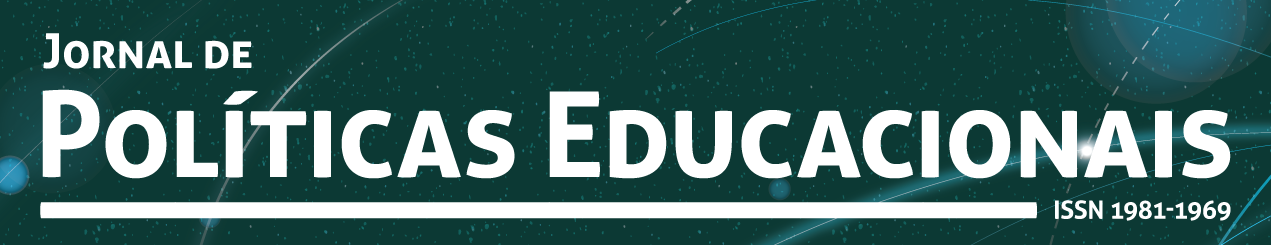 JORNAL DE
POLÍTICAS EDUCACIONAIS
ISSN 1981-1969